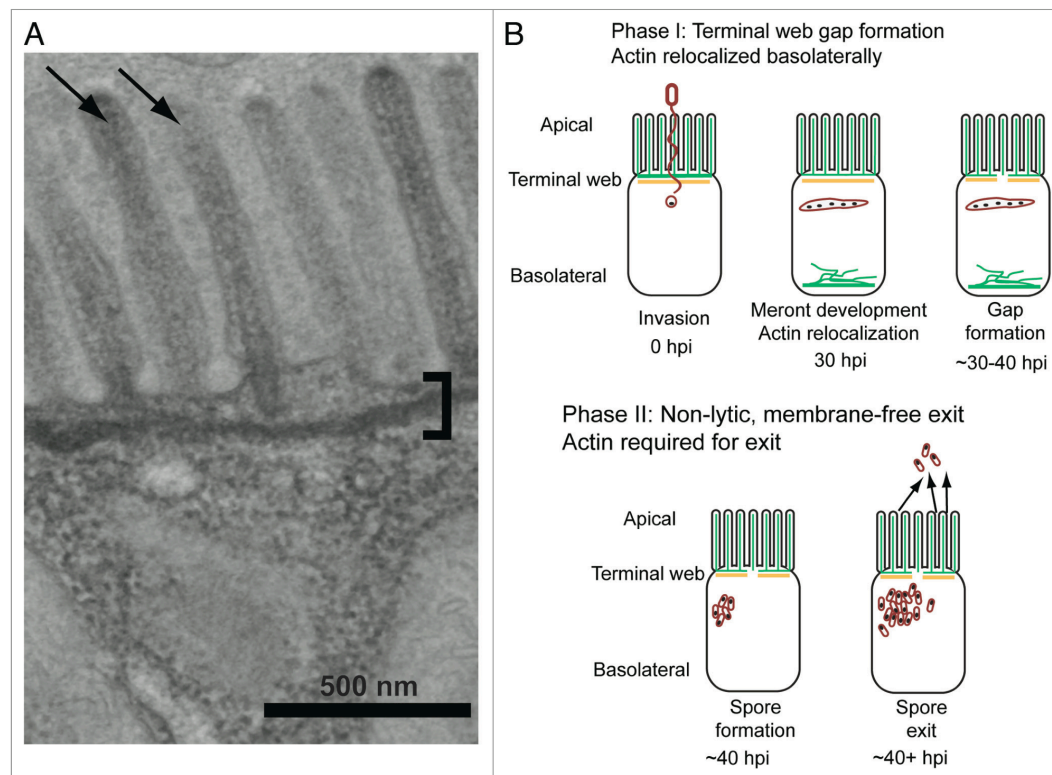 A
500 nm
B
Phase I: Terminal web gap formation
Actin relocalized basolaterally
Apical
Terminal web
Basolateral
Invasion
0 hpi
Meront development
Actin relocalization
30 hpi
Gap
formation
~30-40 hpi
Phase II: Non-lytic, membrane-free exit
Actin required for exit
Apical
Terminal web
Basolateral
Spore
formation
~40 hpi
Spore
exit
~40+ hpi